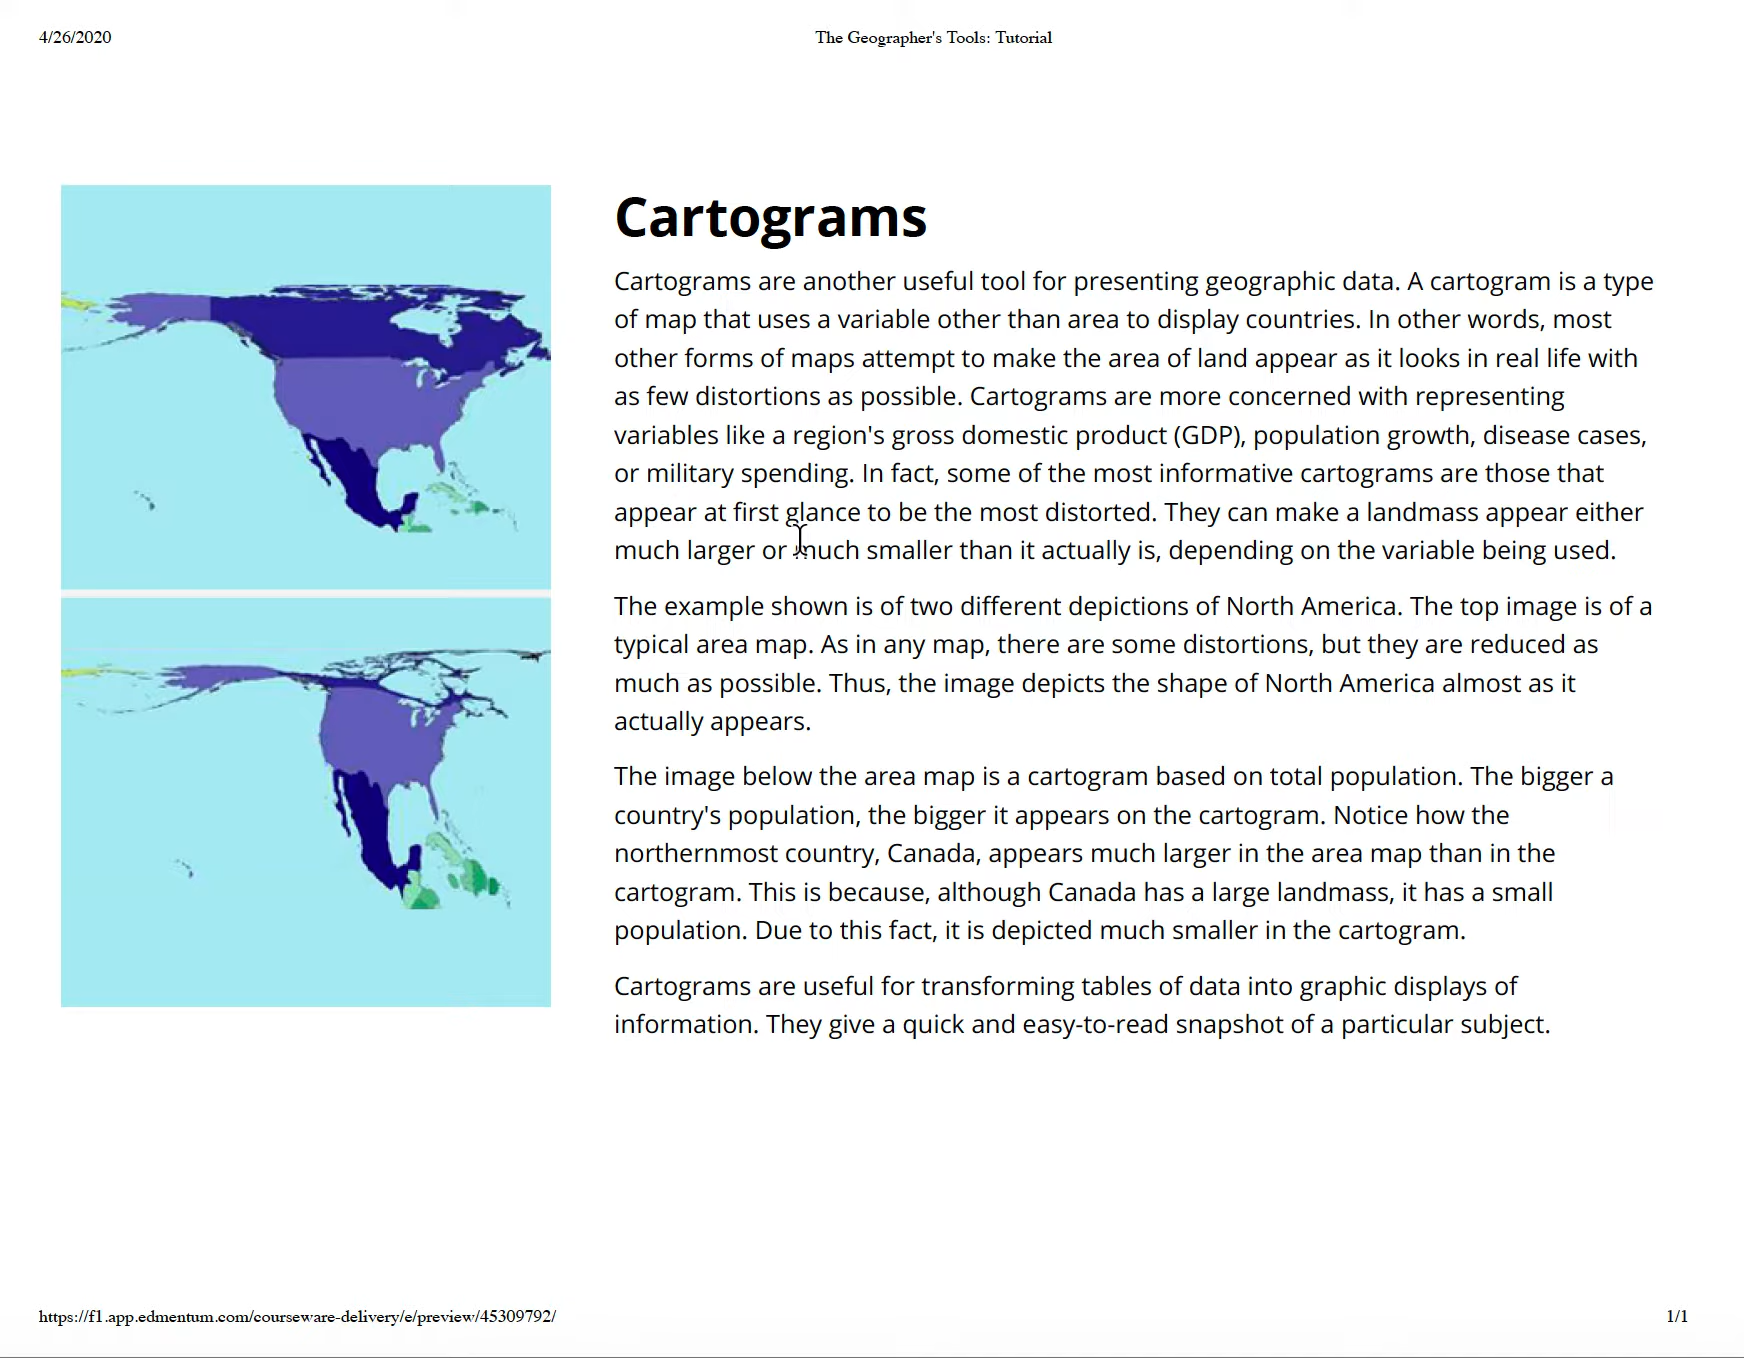 4/26/2020
The Geographer's Tools: Tutorial
Cartograms
Cartograms are another useful tool for presenting geographic data. A cartogram is a type
of map that uses a variable other than area to display countries. In other words, most
other forms of maps attempt to make the area of land appear as it looks in real life with
as few distortions as possible. Cartograms are more concerned with representing
variables like a region's gross domestic product (GDP), population growth, disease cases,
or military spending. In fact, some of the most informative cartograms are those that
appear at first glance to be the most distorted. They can make a landmass appear either
much larger or much smaller than it actually is, depending on the variable being used.
The example shown is of two different depictions of North America. The top image is of a
typical area map. As in any map, there are some distortions, but they are reduced as
much as possible. Thus, the image depicts the shape of North America almost as it
actually appears.
The image below the area map is a cartogram based on total population. The bigger a
country's population, the bigger it appears on the cartogram. Notice how the
northernmost country, Canada, appears much larger in the area map than in the
cartogram. This is because, although Canada has a large landmass, it has a small
population. Due to this fact, it is depicted much smaller in the cartogram.
Cartograms are useful for transforming tables of data into graphic displays of
information. They give a quick and easy-to-read snapshot of a particular subject.
https://f1.app.edmentum.com/courseware-delivery/e/preview/45309792/
1/1